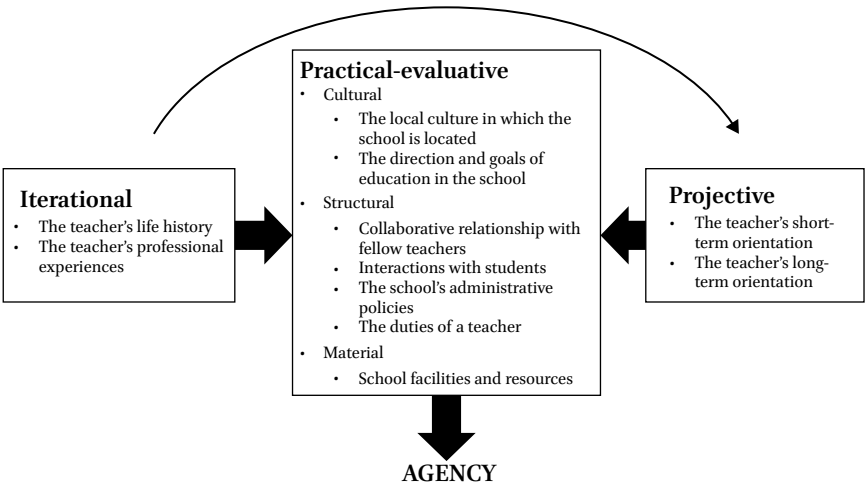 Practical-evaluative
• Cultural
• The local culture in which the
school is located
• The direction and goals of
education in the school
• Structural
• Collaborative relationship with
fellow teachers
• Interactions with students
• The school's administrative
policies
• The duties of a teacher
• Material
• School facilities and resources
Iterational
• The teacher's life history
• The teacher's professional
experiences
Projective
• The teacher's short-
term orientation
• The teacher's long-
term orientation
AGENCY